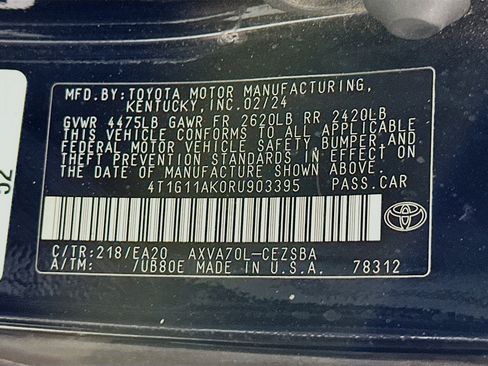 MFD.BY:TOYOTA MOTOR MANUFACTURING,
KENTUCKY,INC.02/24
GVWR 4475LB GAWR FR 2620LB RR 2420LB
THIS VEHICLE CONFORMS TO ALL APPLICABLE
FEDERAL MOTOR VEHICLE SAFETY,BUMPER,AND
THEFT PREVENTION STANDARDS IN EFFECT ON
THE DATE OF MANUFACTURE SHOWN ABOVE.
4T1G11AK0RU903395 PASS.CAR
C/TR:218/EA20 AXVA70L-CEZSBA
A/TM: /UB80E MADE IN U.S.A. 78312